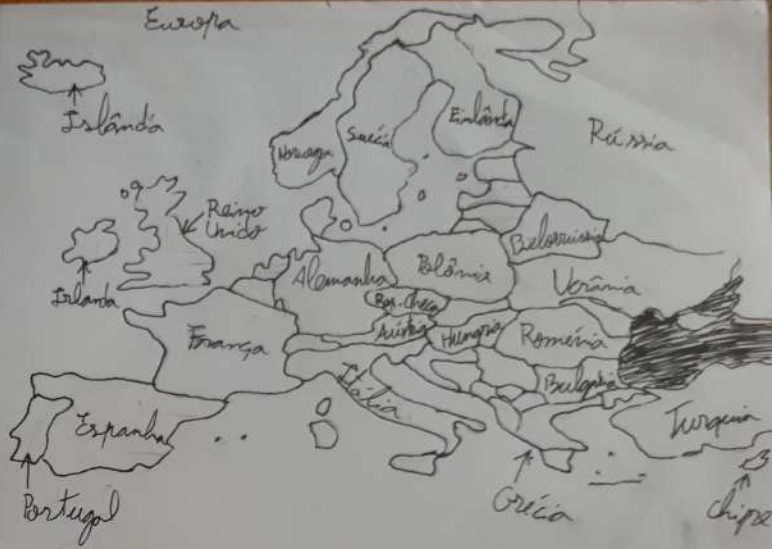 Europa
Islândia
Noruega
Suécia
Finlândia
Rússia
Reino
Unido
Irlanda
Bielorrússia
Alemanha
Polônia
Ucrânia
Rep. Checa
França
Áustria
Hungria
Romênia
Itália
Bulgária
Espanha
Turquia
Portugal
Grécia
Chipre